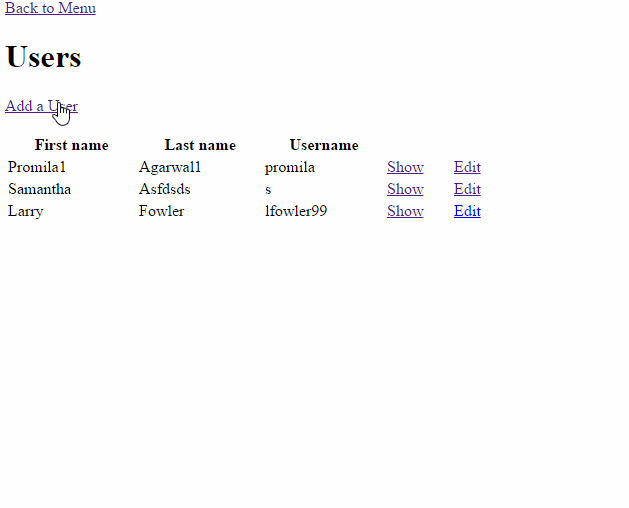 Back to Menu
Users
Add a User
First name Last name Username
Promila1 Agarwal1 promila Show Edit
Samantha Asfdsds s Show Edit
Larry Fowler lfowler99 Show Edit